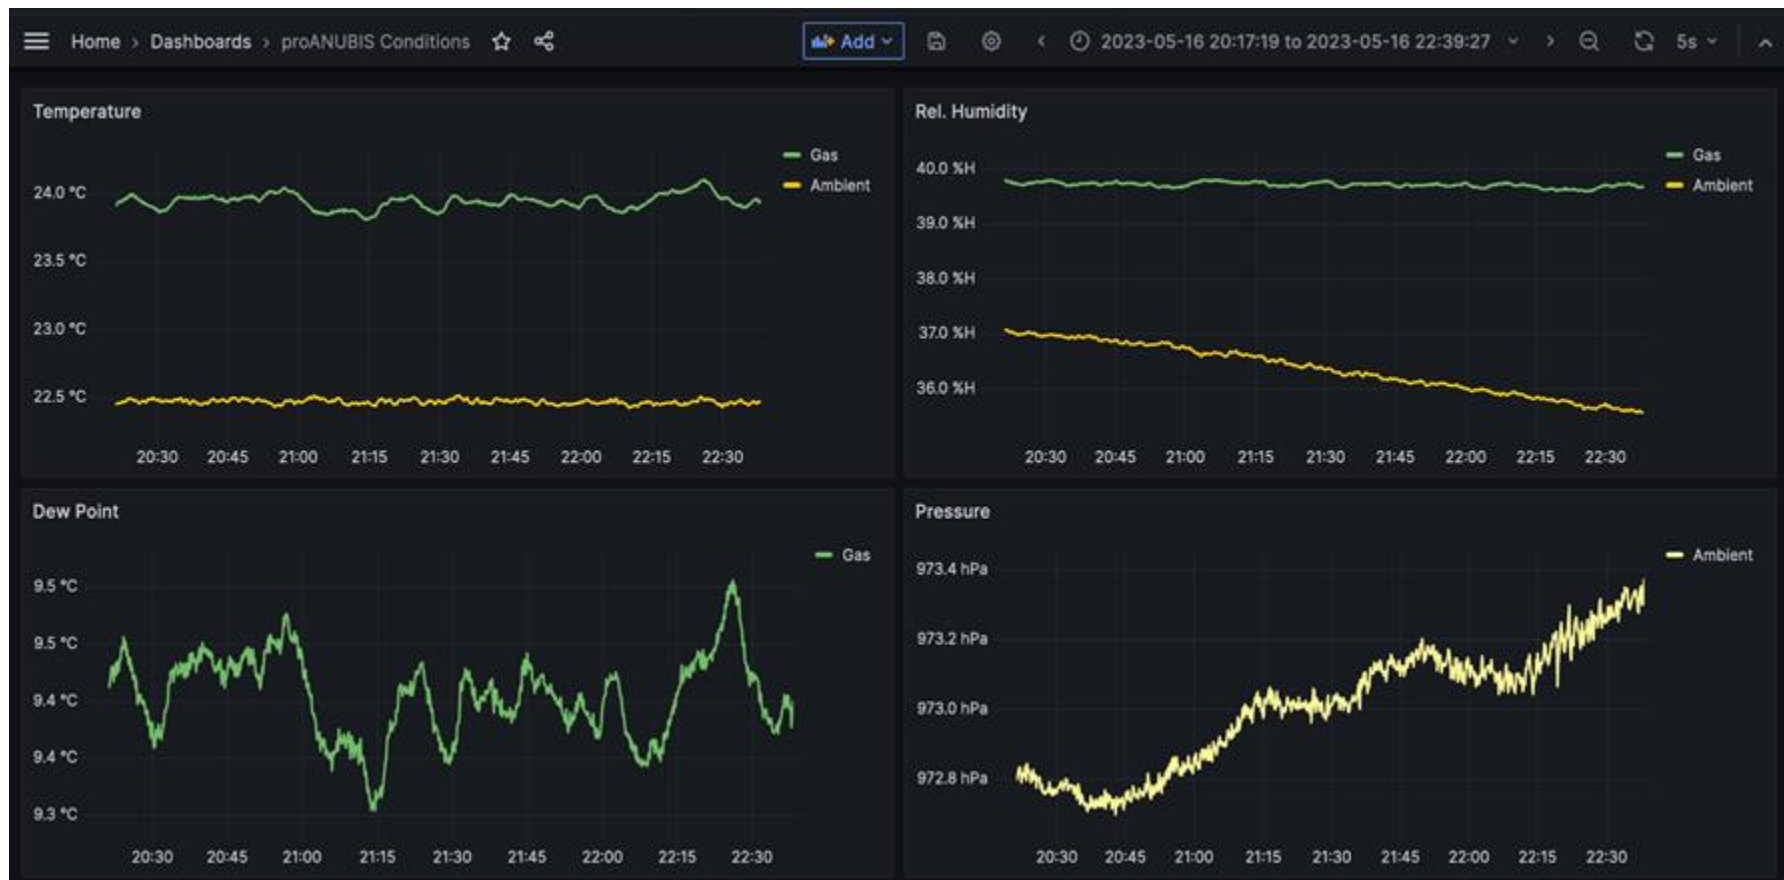 Home › Dashboards › proANUBIS Conditions
Add
2023-05-16 20:17:19 to 2023-05-16 22:39:27
5s
Temperature
Gas
Ambient
24.0 °C
23.5 °C
23.0 °C
22.5 °C
20:30 20:45 21:00 21:15 21:30 21:45 22:00 22:15 22:30
Rel. Humidity
Gas
Ambient
40.0 %H
39.0 %H
38.0 %H
37.0 %H
36.0 %H
20:30 20:45 21:00 21:15 21:30 21:45 22:00 22:15 22:30
Dew Point
Gas
9.5 °C
9.5 °C
9.4 °C
9.4 °C
9.3 °C
20:30 20:45 21:00 21:15 21:30 21:45 22:00 22:15 22:30
Pressure
Ambient
973.4 hPa
973.2 hPa
973.0 hPa
972.8 hPa
20:30 20:45 21:00 21:15 21:30 21:45 22:00 22:15 22:30